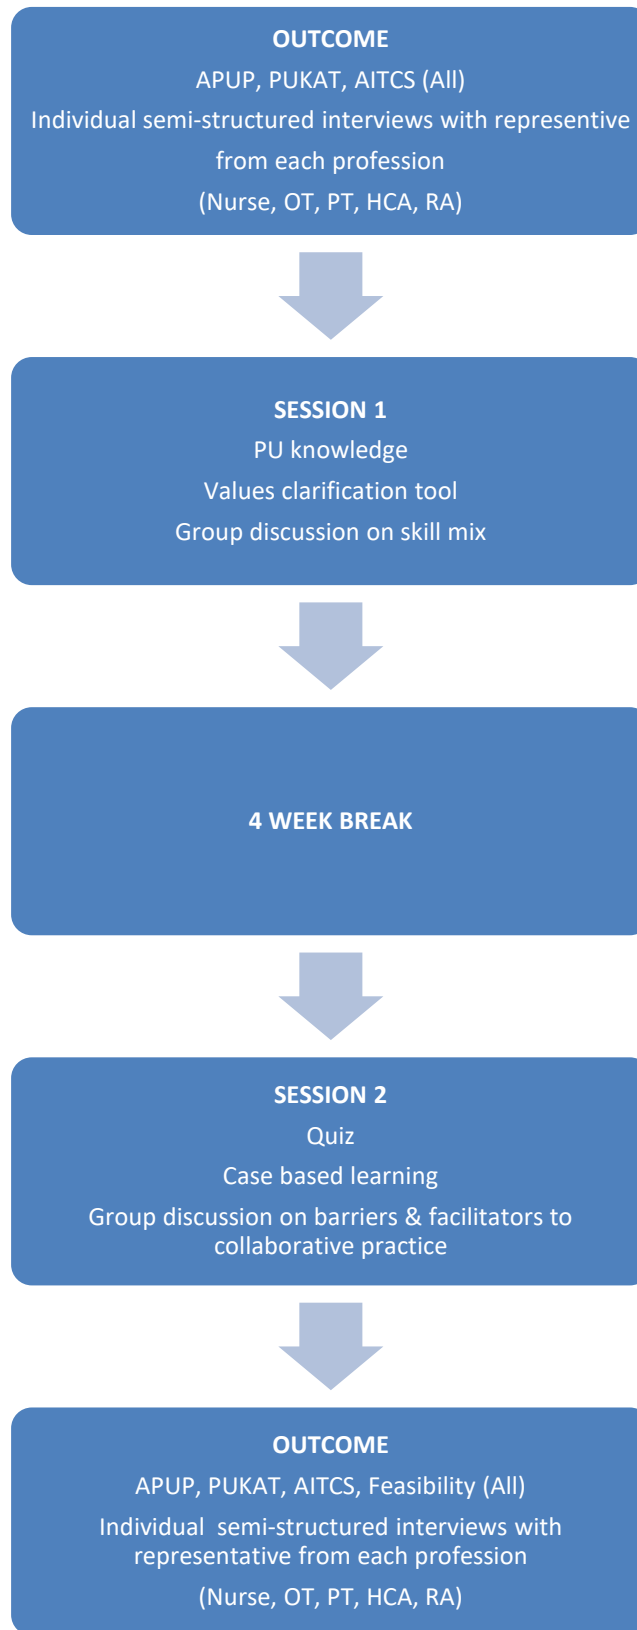 OUTCOME
APUP, PUKAT, AITCS (All)
Individual semi-structured interviews with representive
from each profession
(Nurse, OT, PT, HCA, RA)
SESSION 1
PU knowledge
Values clarification tool
Group discussion on skill mix
4 WEEK BREAK
SESSION 2
Quiz
Case based learning
Group discussion on barriers & facilitators to
collaborative practice
OUTCOME
APUP, PUKAT, AITCS, Feasibility (All)
Individual  semi-structured interviews with
representative from each profession
(Nurse, OT, PT, HCA, RA)